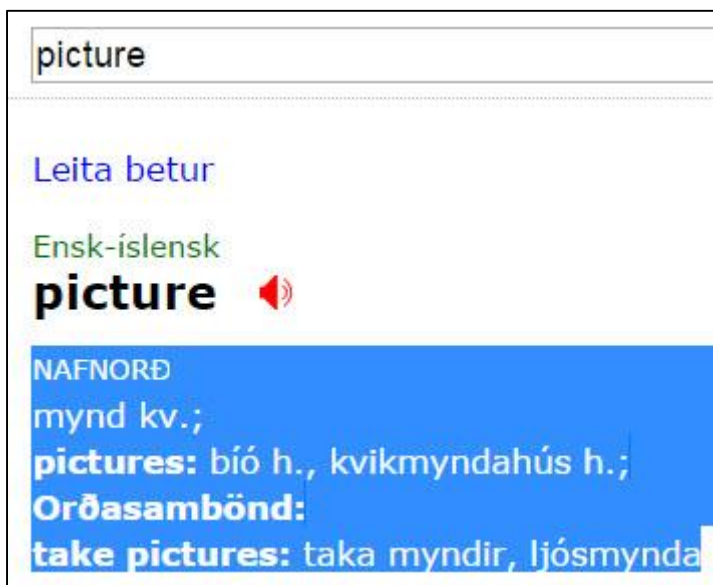 picture
Leita betur
Ensk-íslensk
picture
NAFNORÐ
mynd kv.;
pictures: bíó h., kvikmyndahús h.;
Orðasambönd:
take pictures: taka myndir, ljósmynda